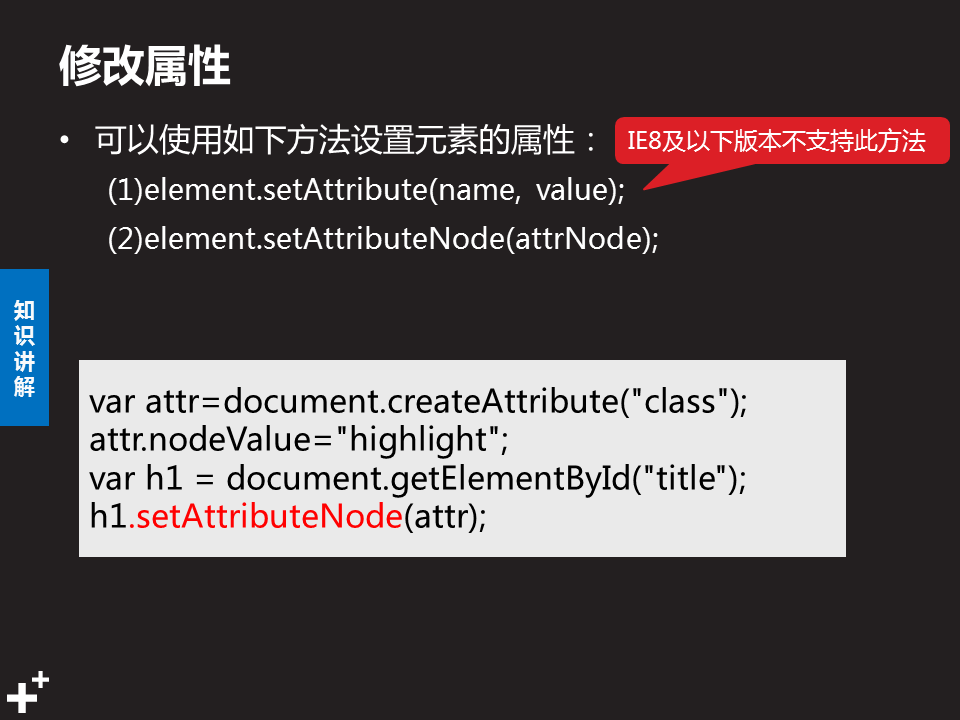 修改属性
• 可以使用如下方法设置元素的属性：
IE8及以下版本不支持此方法
(1)element.setAttribute(name, value);
(2)element.setAttributeNode(attrNode);
知识讲解
var attr=document.createAttribute("class");
attr.nodeValue="highlight";
var h1 = document.getElementById("title");
h1.setAttributeNode(attr);